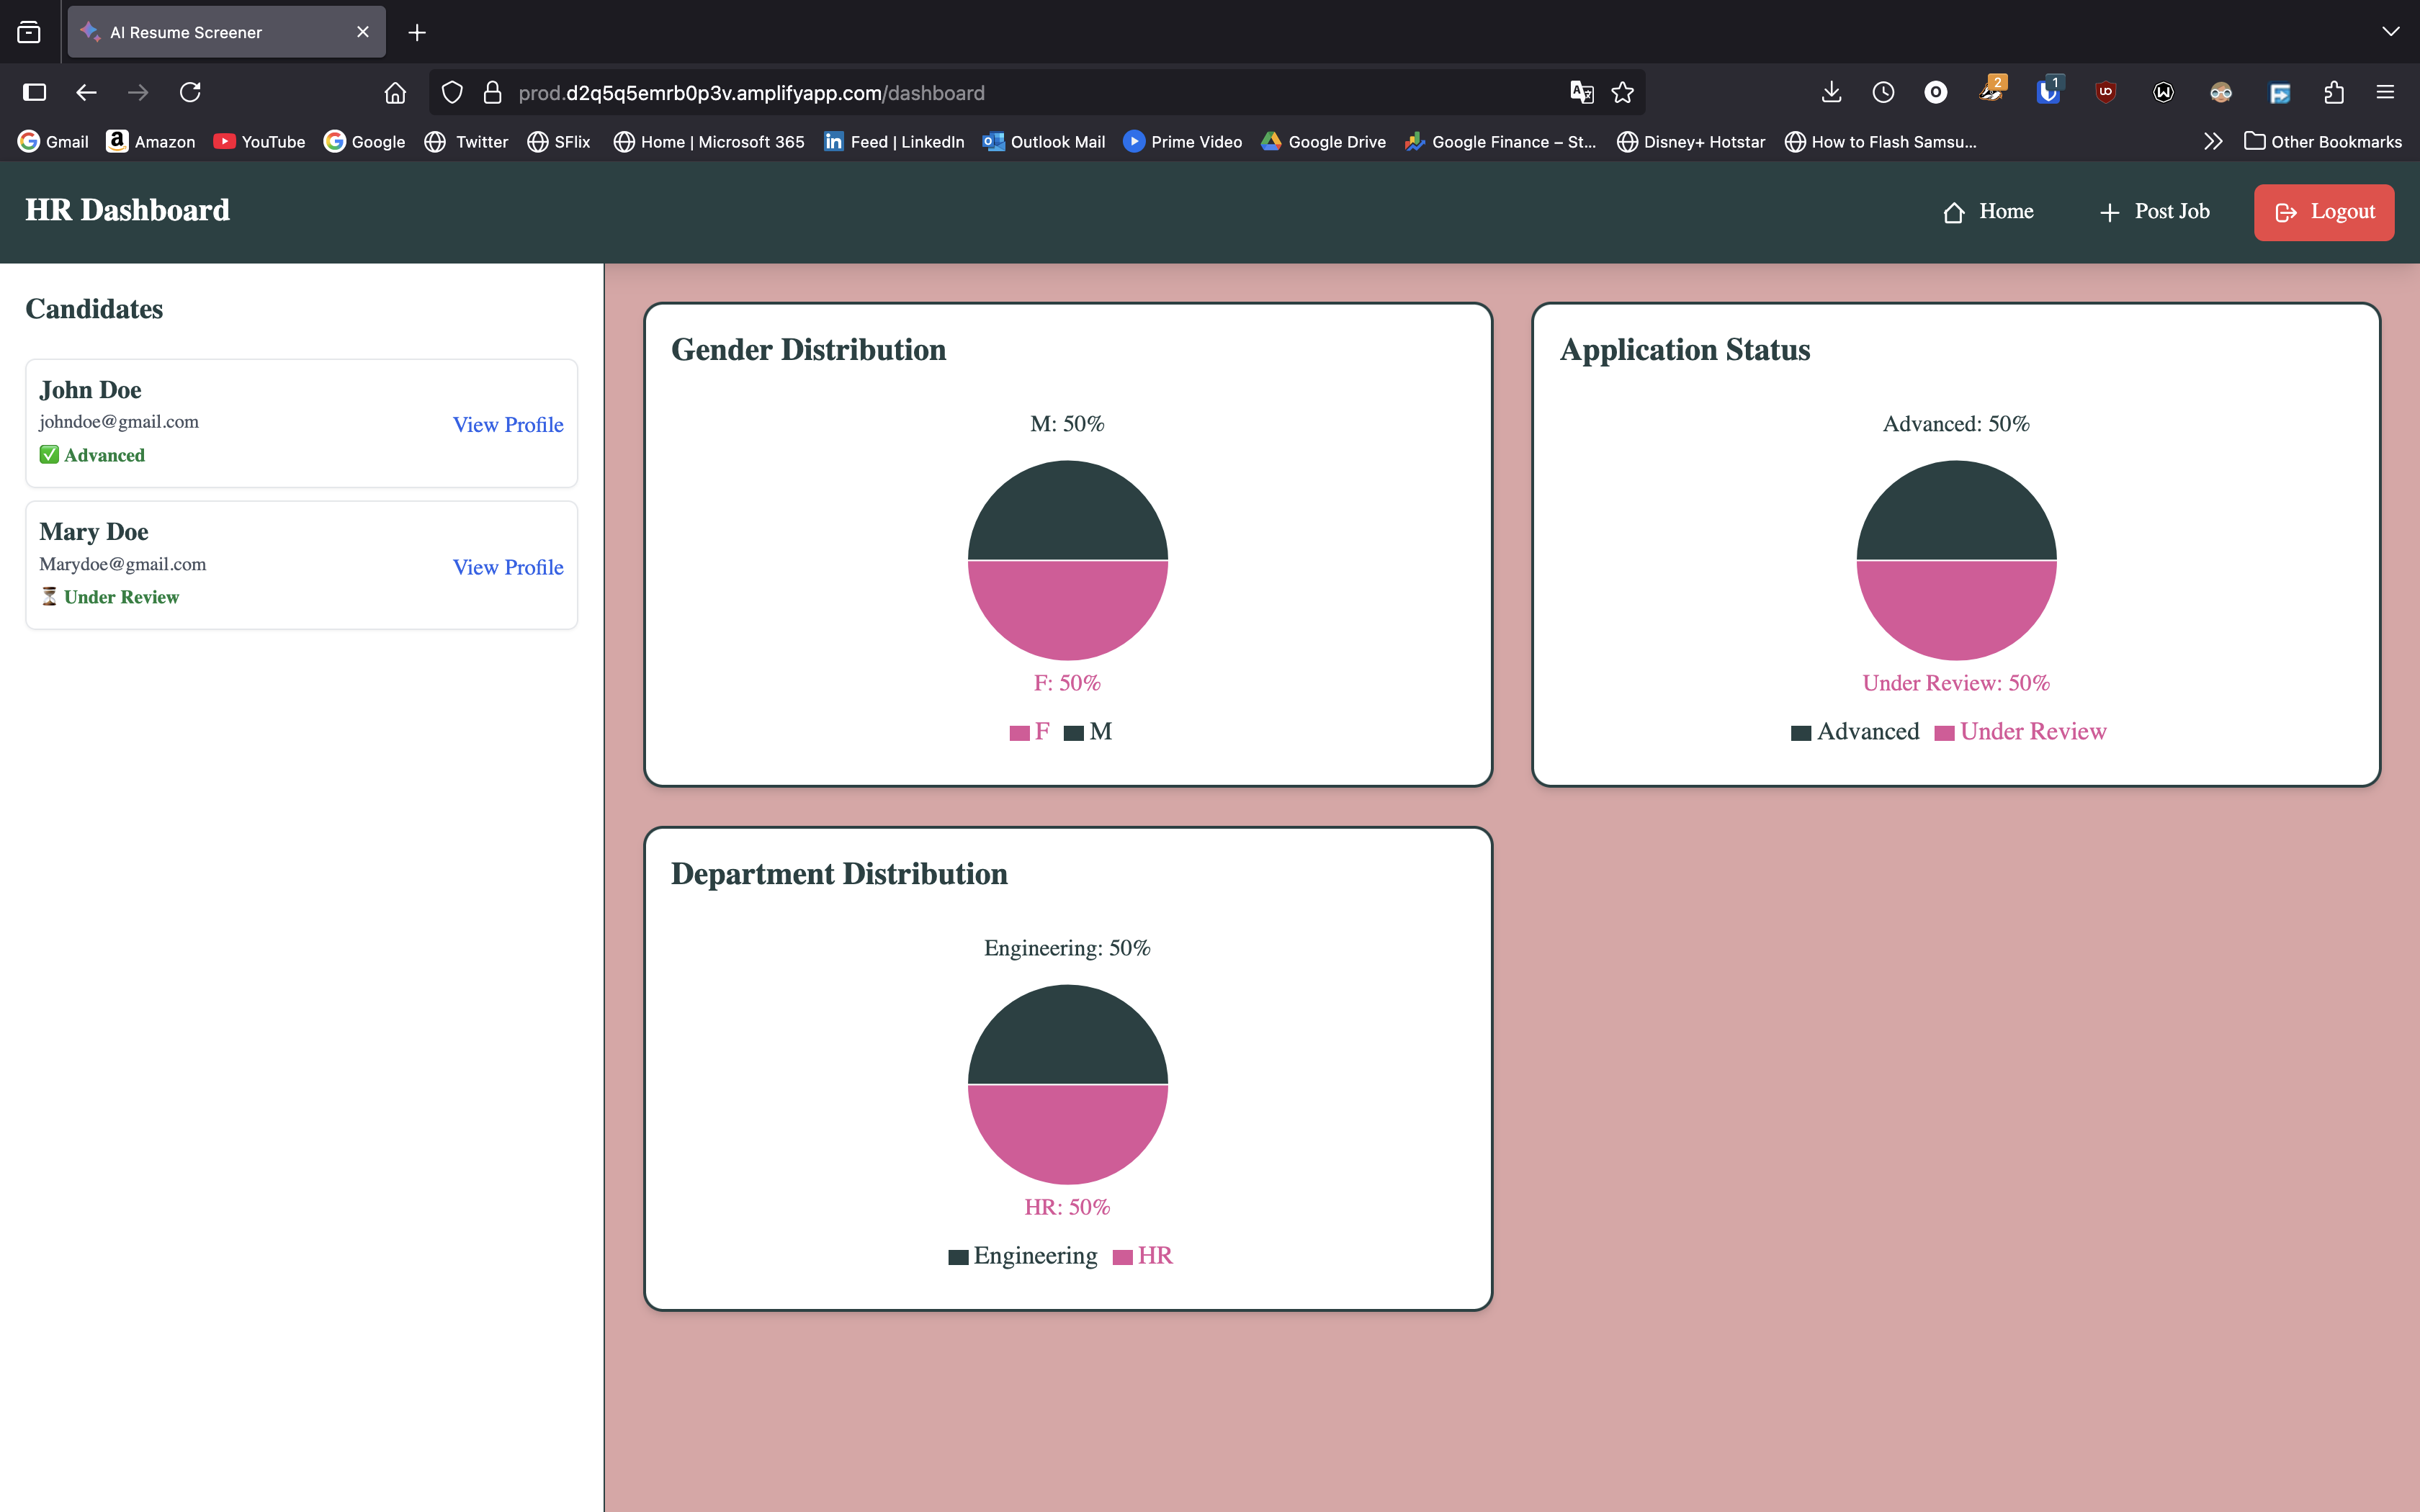 AI Resume Screener
prod.d2q5q5emrb0p3v.amplifyapp.com/dashboard
2
1
Gmail
Amazon
YouTube
Google
Twitter
SFlix
Home | Microsoft 365
Feed | LinkedIn
Outlook Mail
Prime Video
Google Drive
Google Finance – St...
Disney+ Hotstar
How to Flash Samsu...
Other Bookmarks
HR Dashboard
Home
Post Job
Logout
Candidates
John Doe
johndoe@gmail.com
View Profile
✅ Advanced
Mary Doe
Marydoe@gmail.com
View Profile
⏳ Under Review
Gender Distribution
M: 50%
F: 50%
F M
Application Status
Advanced: 50%
Under Review: 50%
Advanced Under Review
Department Distribution
Engineering: 50%
HR: 50%
Engineering HR